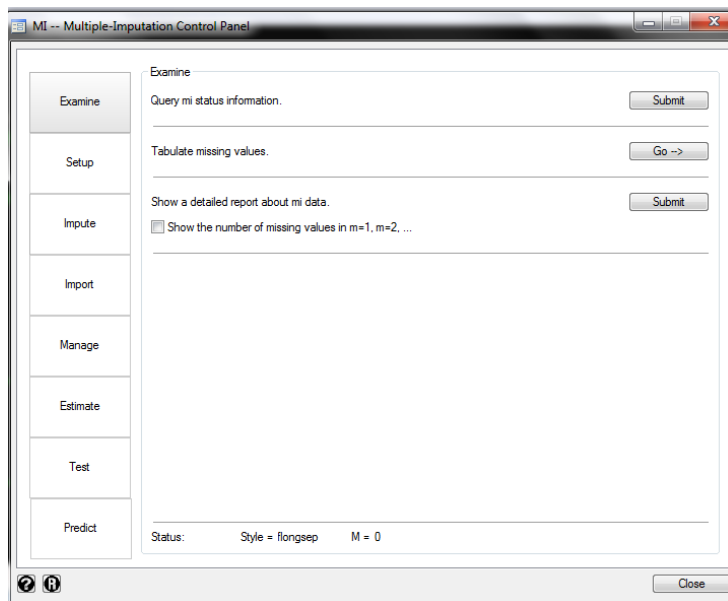 MI -- Multiple-Imputation Control Panel
Examine
Setup
Impute
Import
Manage
Estimate
Test
Predict
Examine
Query mi status information.
Submit
Tabulate missing values.
Go -->
Show a detailed report about mi data.
Submit
Show the number of missing values in m=1, m=2, ...
Status: Style = flongsep M = 0
? R
Close